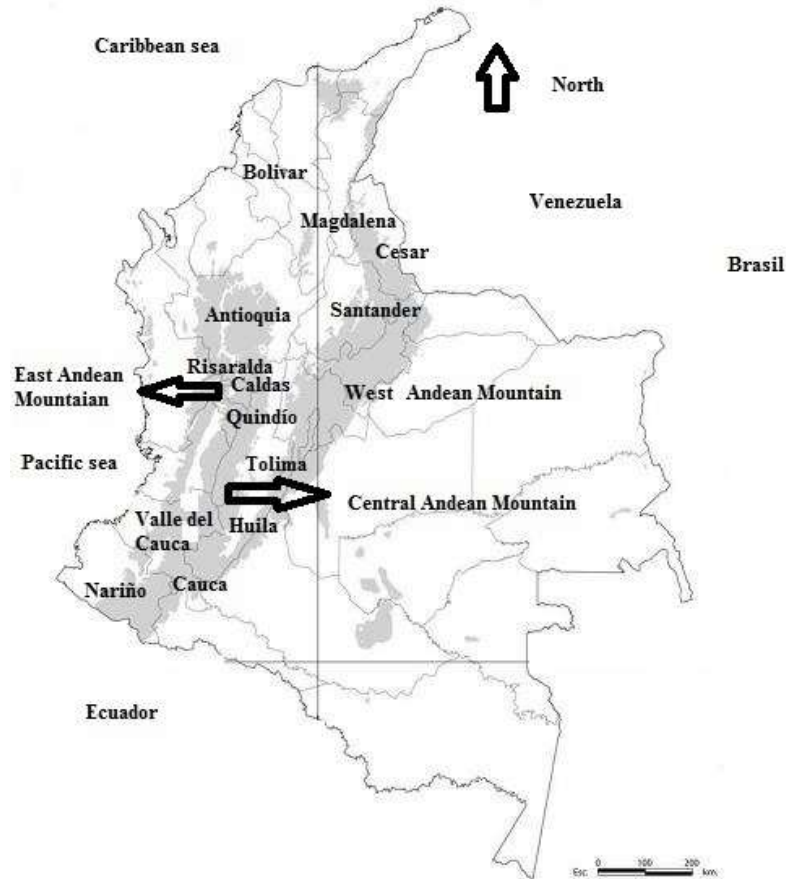 Caribbean sea
North
Bolivar
Venezuela
Magdalena
Cesar
Brasil
Antioquia
Santander
Risaralda
East Andean
Mountaian
Caldas
West Andean Mountain
Quindío
Pacific sea
Tolima
Central Andean Mountain
Valle del
Cauca
Huila
Nariño
Cauca
Ecuador
Esc. 0 100 200 km.